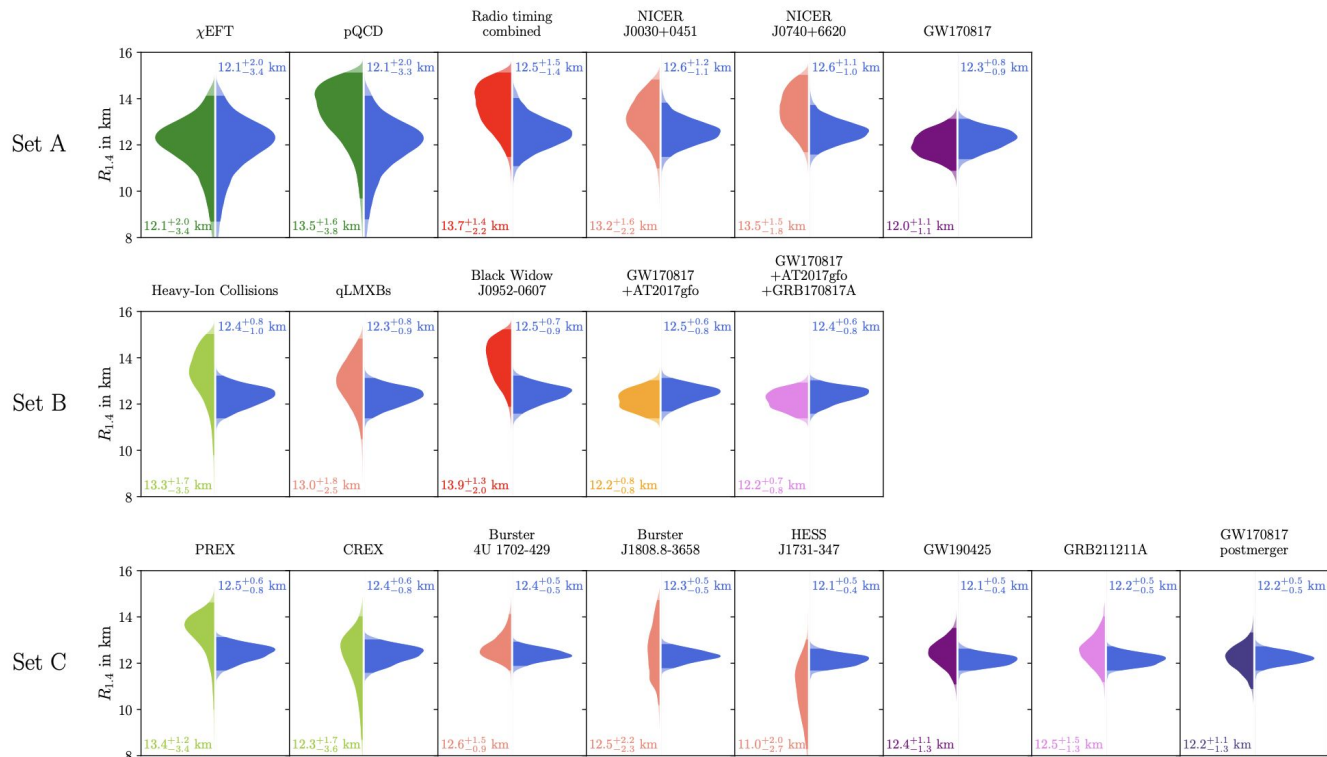 χEFT
pQCD
Radio timing
combined
NICER
J0030+0451
NICER
J0740+6620
GW170817
Set A
R_{1.4} in km
16
14
12
10
8
12.1^{+2.0}_{-3.4} km
12.1^{+2.0}_{-3.4} km
12.1^{+2.0}_{-3.3} km
13.5^{+1.6}_{-3.8} km
12.5^{+1.5}_{-1.4} km
13.7^{+1.4}_{-2.2} km
12.6^{+1.2}_{-1.1} km
13.2^{+1.6}_{-2.2} km
12.6^{+1.1}_{-1.0} km
13.5^{+1.5}_{-1.8} km
12.3^{+0.8}_{-0.9} km
12.0^{+1.1}_{-1.1} km
Heavy-Ion Collisions
qLMXBs
Black Widow
J0952-0607
GW170817
+AT2017gfo
GW170817
+AT2017gfo
+GRB170817A
Set B
R_{1.4} in km
16
14
12
10
8
12.4^{+0.8}_{-1.0} km
13.3^{+1.7}_{-3.5} km
12.3^{+0.8}_{-0.9} km
13.0^{+1.8}_{-2.5} km
12.5^{+0.7}_{-0.9} km
13.9^{+1.3}_{-2.0} km
12.5^{+0.6}_{-0.8} km
12.2^{+0.8}_{-0.8} km
12.4^{+0.6}_{-0.8} km
12.2^{+0.7}_{-0.8} km
PREX
CREX
Burster
4U 1702-429
Burster
J1808.8-3658
HESS
J1731-347
GW190425
GRB211211A
GW170817
postmerger
Set C
R_{1.4} in km
16
14
12
10
8
12.5^{+0.6}_{-0.8} km
13.4^{+1.2}_{-3.4} km
12.4^{+0.6}_{-0.8} km
12.3^{+1.7}_{-3.6} km
12.4^{+0.5}_{-0.5} km
12.6^{+1.5}_{-0.9} km
12.3^{+0.5}_{-0.5} km
12.5^{+2.2}_{-2.3} km
12.1^{+0.5}_{-0.4} km
11.0^{+2.0}_{-2.7} km
12.1^{+0.5}_{-0.4} km
12.4^{+1.1}_{-1.3} km
12.2^{+0.5}_{-0.5} km
12.5^{+1.5}_{-1.3} km
12.2^{+0.5}_{-0.5} km
12.2^{+1.1}_{-1.3} km